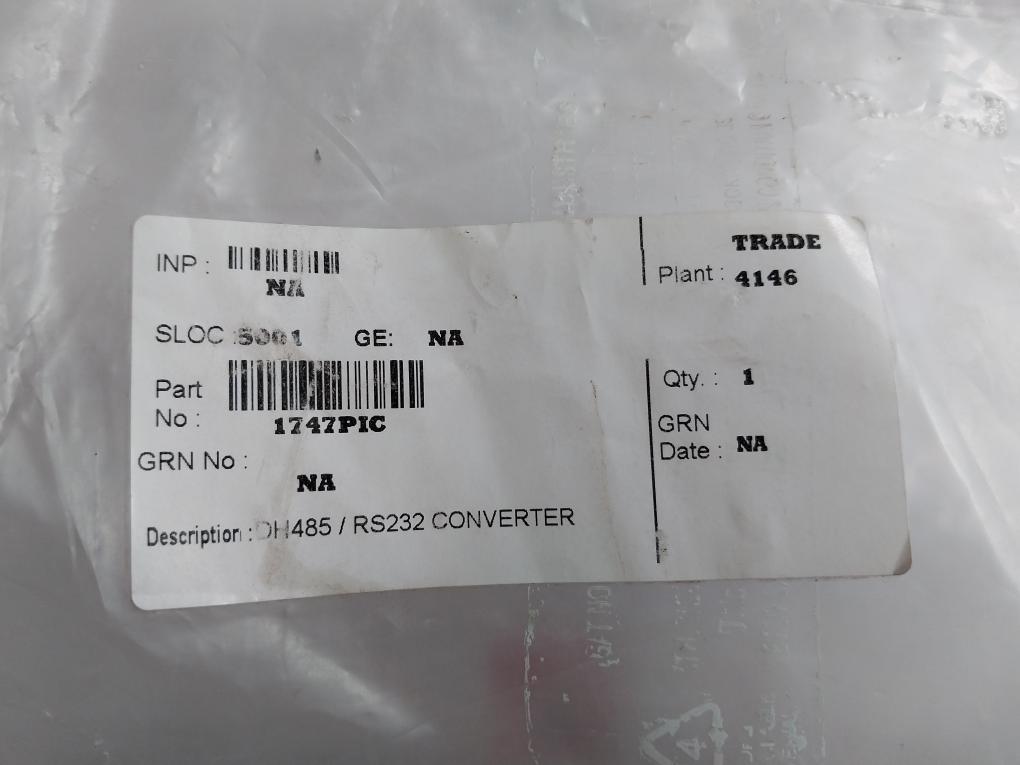 INP :
NA
TRADE
Plant : 4146
SLOC : 5001 GE: NA
Part No :
1747PIC
Qty. : 1
GRN Date : NA
GRN No :
NA
Description : DH485 / RS232 CONVERTER